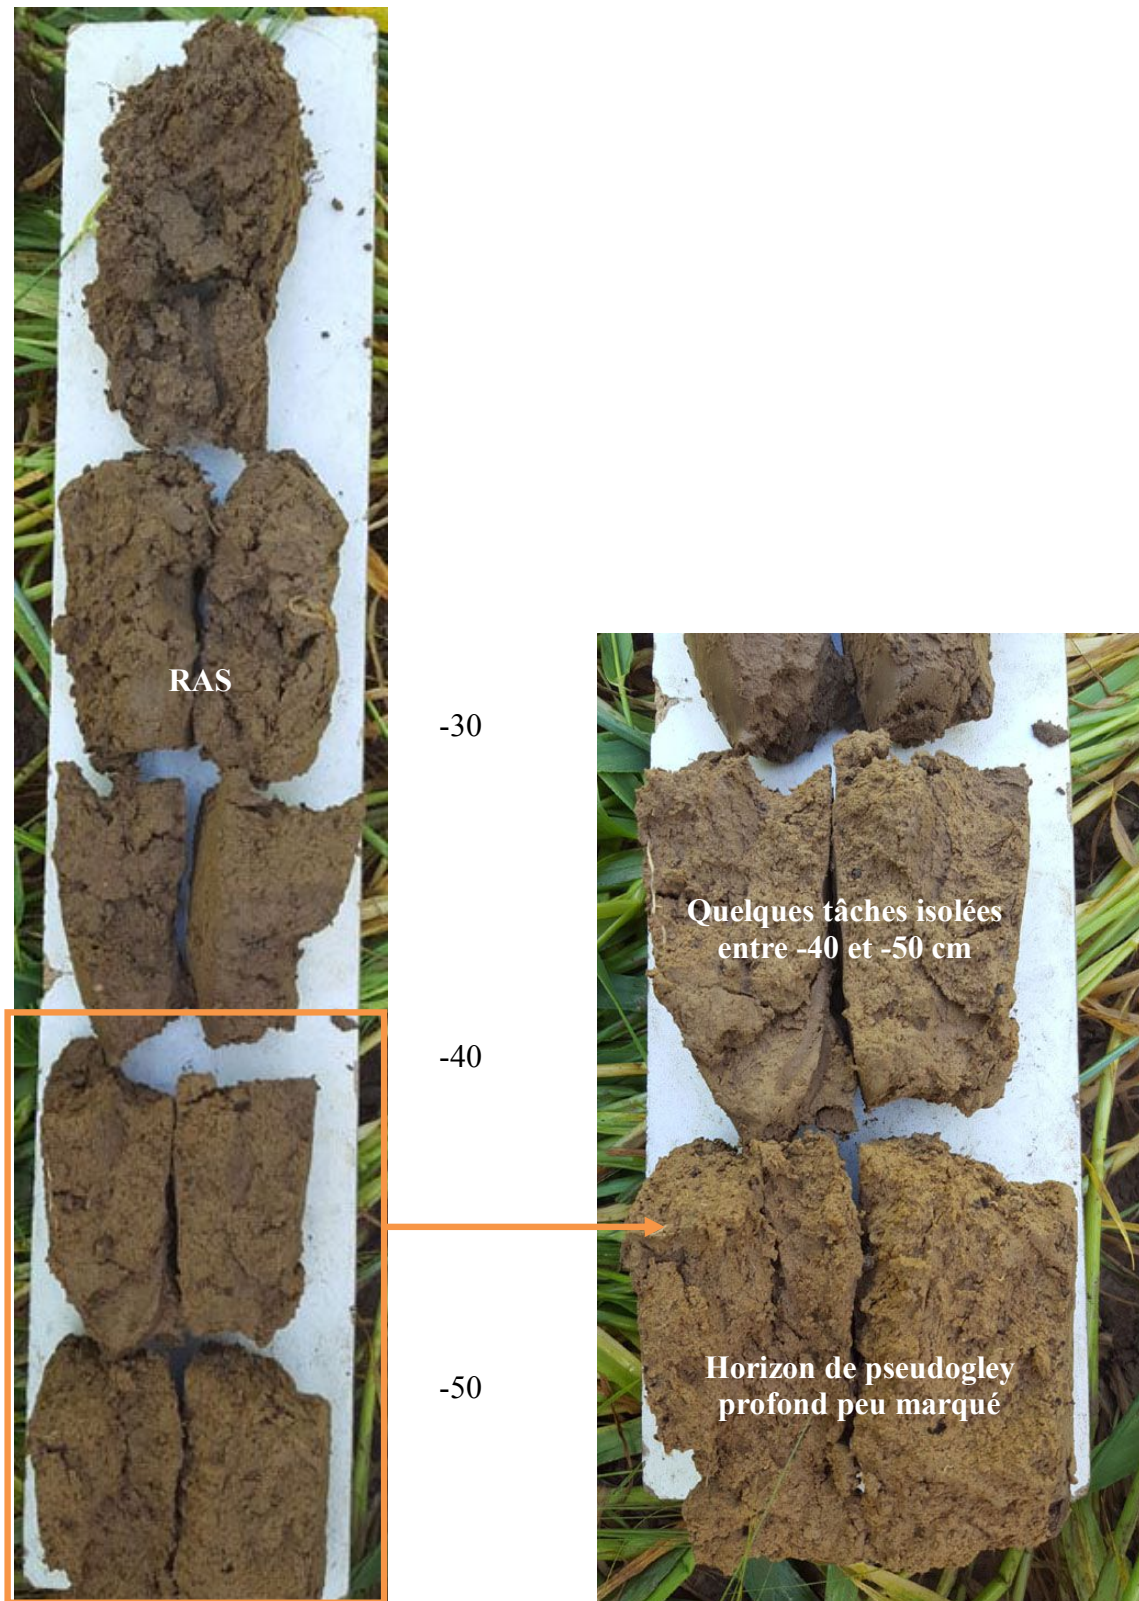 RAS
-30
-40
-50
Quelques tâches isolées
entre -40 et -50 cm
Horizon de pseudogley
profond peu marqué